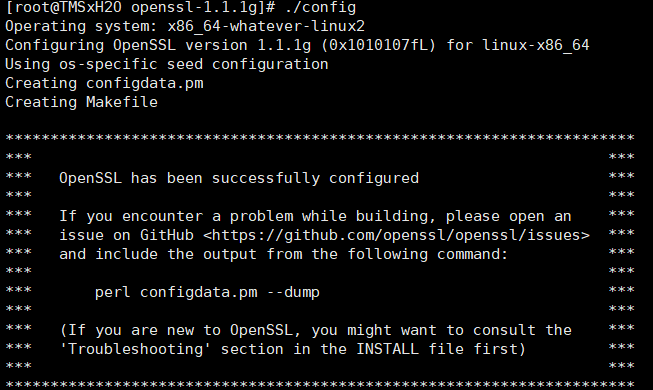 [root@TMSxH2O openssl-1.1.1g]# ./config
Operating system: x86_64-whatever-linux2
Configuring OpenSSL version 1.1.1g (0x1010107fL) for linux-x86_64
Using os-specific seed configuration
Creating configdata.pm
Creating Makefile

**********************************************************************
***                                                                ***
***   OpenSSL has been successfully configured                     ***
***                                                                ***
***   If you encounter a problem while building, please open an    ***
***   issue on GitHub <https://github.com/openssl/openssl/issues>  ***
***   and include the output from the following command:           ***
***                                                                ***
***       perl configdata.pm --dump                                ***
***                                                                ***
***   (If you are new to OpenSSL, you might want to consult the    ***
***   'Troubleshooting' section in the INSTALL file first)         ***
***                                                                ***
**********************************************************************